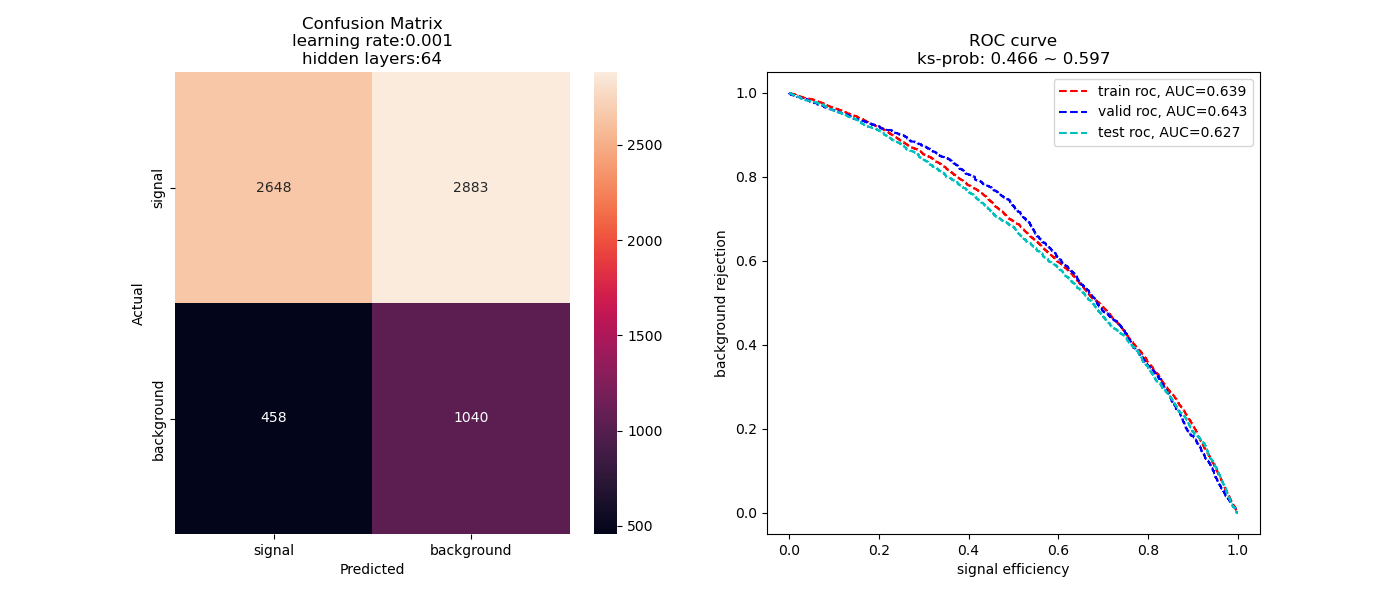 Confusion Matrix
learning rate:0.001
hidden layers:64
signal
background
Actual
2648
2883
458
1040
signal
background
Predicted
2500
2000
1500
1000
500
ROC curve
ks-prob: 0.466 ~ 0.597
train roc, AUC=0.639
valid roc, AUC=0.643
test roc, AUC=0.627
background rejection
1.0
0.8
0.6
0.4
0.2
0.0
0.0
0.2
0.4
0.6
0.8
1.0
signal efficiency